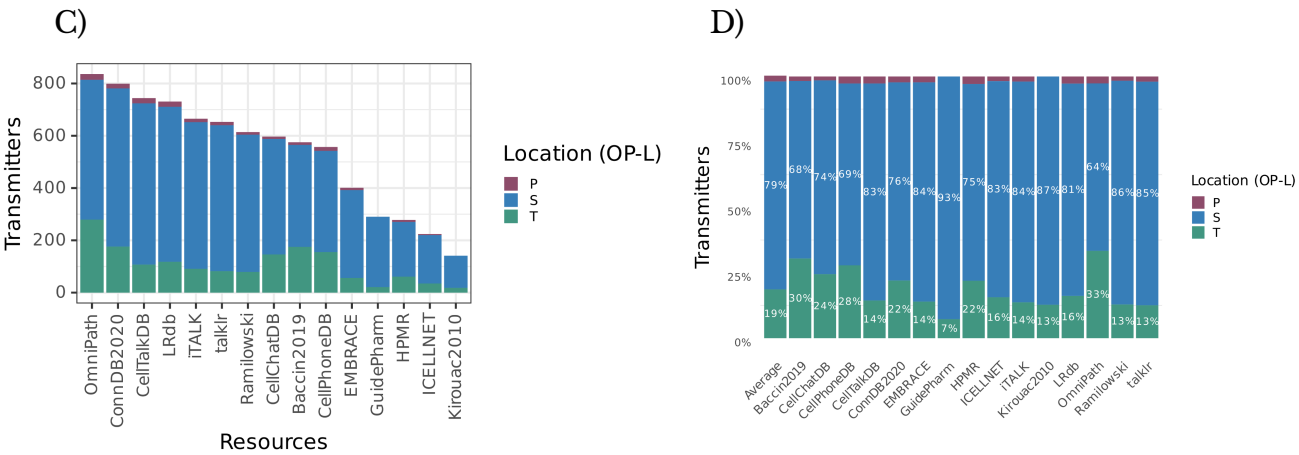 C)
Transmitters
800
600
400
200
0
OmniPath
ConnDB2020
CellTalkDB
LRdb
iTALK
talklr
Ramilowski
CellChatDB
Baccin2019
CellPhoneDB
EMBRACE
GuidePharm
HPMR
ICELLNET
Kirouac2010
Resources
Location (OP-L)
P
S
T
D)
Transmitters
100%
75%
50%
25%
0%
79%
68%
74%
69%
83%
76%
84%
93%
75%
83%
84%
87%
81%
64%
86%
85%
19%
30%
24%
28%
14%
22%
14%
7%
22%
16%
14%
13%
16%
33%
13%
13%
Average
Baccin2019
CellChatDB
CellPhoneDB
CellTalkDB
ConnDB2020
EMBRACE
GuidePharm
HPMR
ICELLNET
iTALK
Kirouac2010
LRdb
OmniPath
Ramilowski
talklr
Location (OP-L)
P
S
T